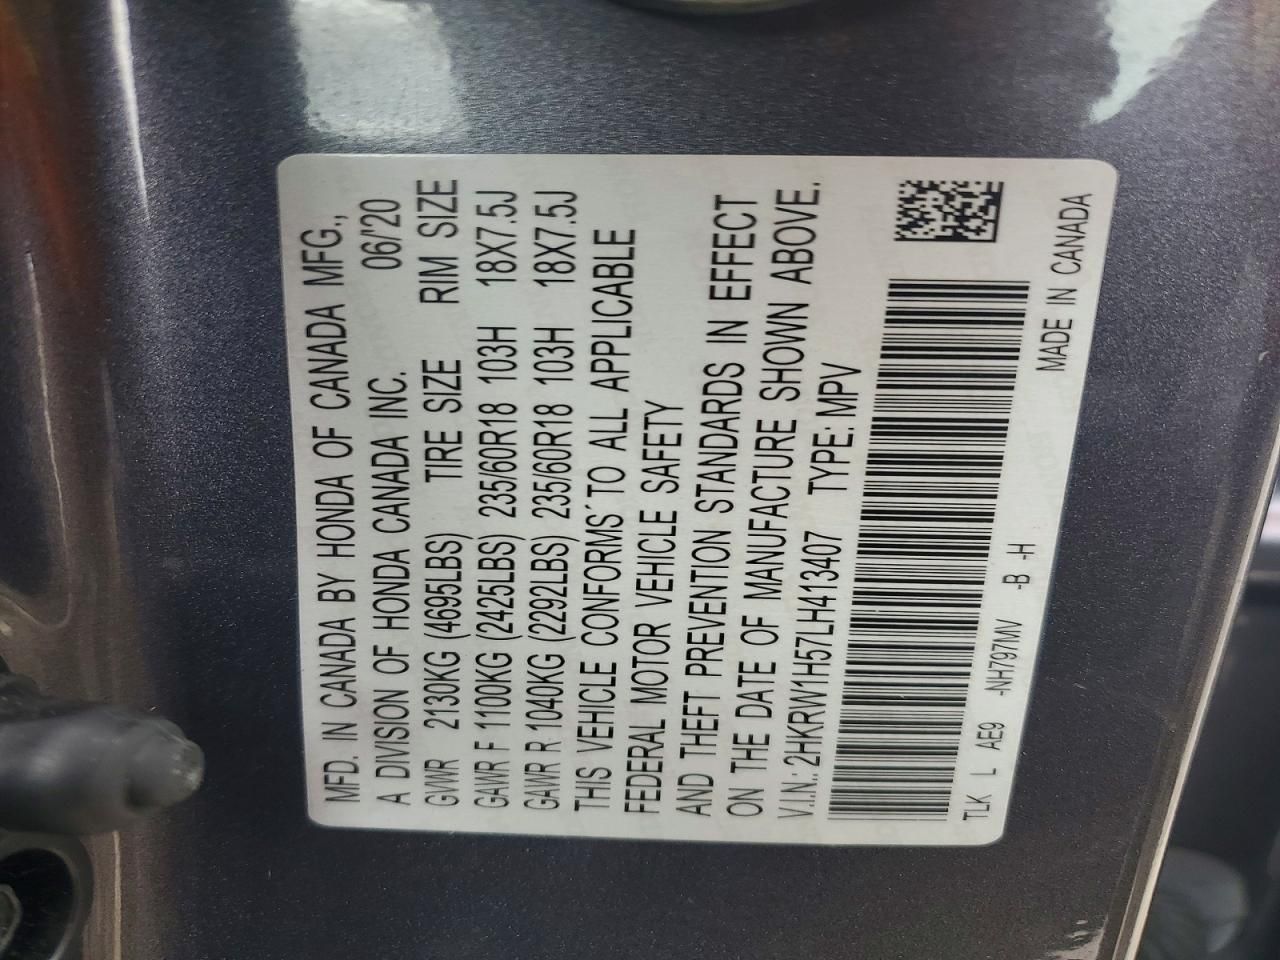 MFD. IN CANADA BY HONDA OF CANADA MFG.,
A DIVISION OF HONDA CANADA INC. 06/'20
GVWR 2130KG (4695LBS) TIRE SIZE RIM SIZE
GAWR F 1100KG (2425LBS) 235/60R18 103H 18X7.5J
GAWR R 1040KG (2292LBS) 235/60R18 103H 18X7.5J
THIS VEHICLE CONFORMS TO ALL APPLICABLE
FEDERAL MOTOR VEHICLE SAFETY
AND THEFT PREVENTION STANDARDS IN EFFECT
ON THE DATE OF MANUFACTURE SHOWN ABOVE.
V.I.N.: 2HKRW1H57LH413407 TYPE: MPV
TLK L AE9 -NH797MV -B -H MADE IN CANADA